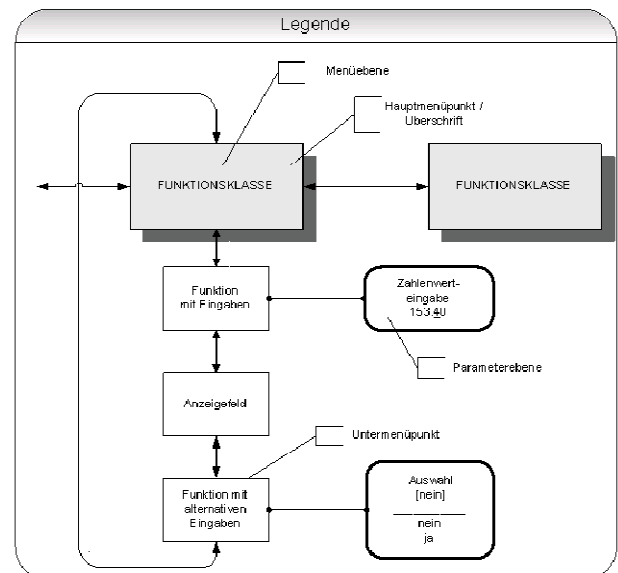 Legende
Menüebene
Hauptmenüpunkt /
Überschrift
FUNKTIONSKLASSE
FUNKTIONSKLASSE
Funktion
mit Eingaben
Zahlenwert-
eingabe
153.40
Parameterebene
Anzeigefeld
Untermenüpunkt
Funktion mit
alternativen
Eingaben
Auswahl
[nein]
nein
ja